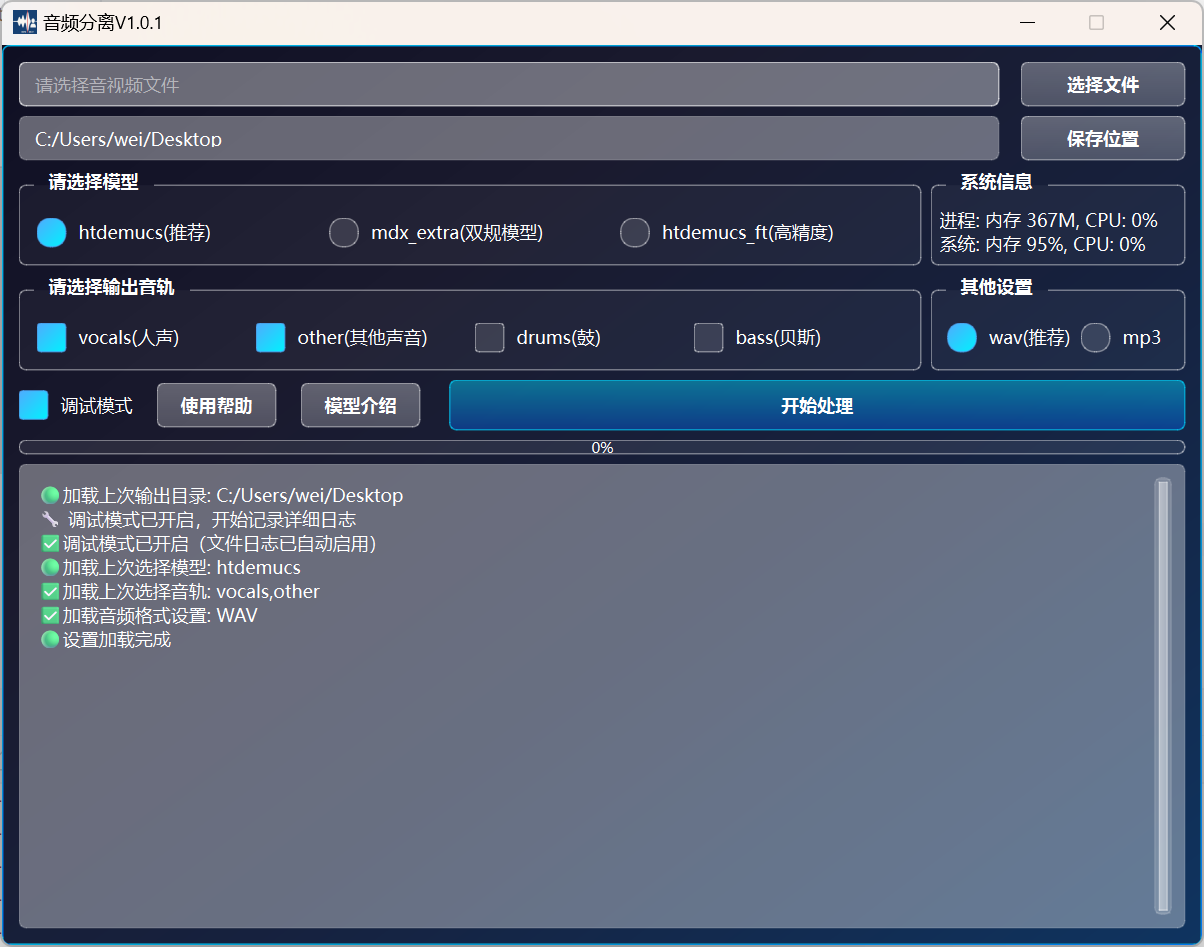 音频分离V1.0.1
请选择音视频文件
选择文件
C:/Users/wei/Desktop
保存位置
请选择模型
htdemucs(推荐)
mdx_extra(双规模型)
htdemucs_ft(高精度)
系统信息
进程: 内存 367M, CPU: 0%
系统: 内存 95%, CPU: 0%
请选择输出音轨
vocals(人声)
other(其他声音)
drums(鼓)
bass(贝斯)
其他设置
wav(推荐)
mp3
调试模式
使用帮助
模型介绍
开始处理
0%
加载上次输出目录: C:/Users/wei/Desktop
调试模式已开启，开始记录详细日志
调试模式已开启（文件日志已自动启用）
加载上次选择模型: htdemucs
加载上次选择音轨: vocals,other
加载音频格式设置: WAV
设置加载完成